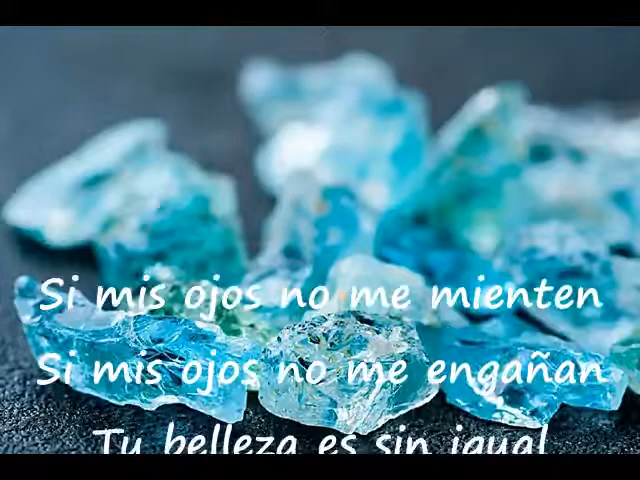 Si mis ojos no me mienten
Si mis ojos no me engañan
Tu belleza es sin igual